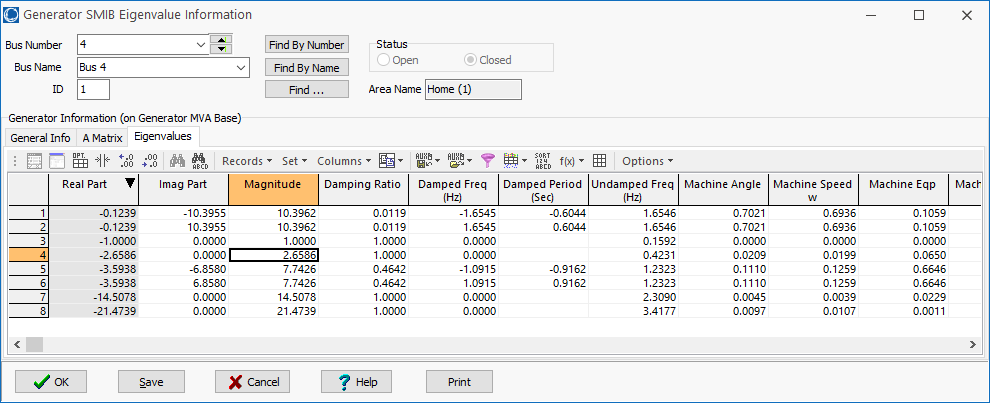 Generator SMIB Eigenvalue Information
Bus Number 4 Find By Number Status
Open Closed
Bus Name Bus 4 Find By Name
ID 1 Find ... Area Name Home (1)
Generator Information (on Generator MVA Base)
General Info A Matrix Eigenvalues
Records Set Columns SORT 124 ABCD f(x) Options
Real Part Imag Part Magnitude Damping Ratio Damped Freq (Hz) Damped Period (Sec) Undamped Freq (Hz) Machine Angle Machine Speed w Machine Eqp Mach
1 -0.1239 -10.3955 10.3962 0.0119 -1.6545 -0.6044 1.6546 0.7021 0.6936 0.1059
2 -0.1239 10.3955 10.3962 0.0119 1.6545 0.6044 1.6546 0.7021 0.6936 0.1059
3 -1.0000 0.0000 1.0000 1.0000 0.0000 0.1592 0.0000 0.0000 0.0000
4 -2.6586 0.0000 2.6586 1.0000 0.0000 0.4231 0.0209 0.0199 0.0650
5 -3.5938 -6.8580 7.7426 0.4642 -1.0915 -0.9162 1.2323 0.1110 0.1259 0.6646
6 -3.5938 6.8580 7.7426 0.4642 1.0915 0.9162 1.2323 0.1110 0.1259 0.6646
7 -14.5078 0.0000 14.5078 1.0000 0.0000 2.3090 0.0045 0.0039 0.0229
8 -21.4739 0.0000 21.4739 1.0000 0.0000 3.4177 0.0097 0.0107 0.0011
OK Save Cancel ? Help Print